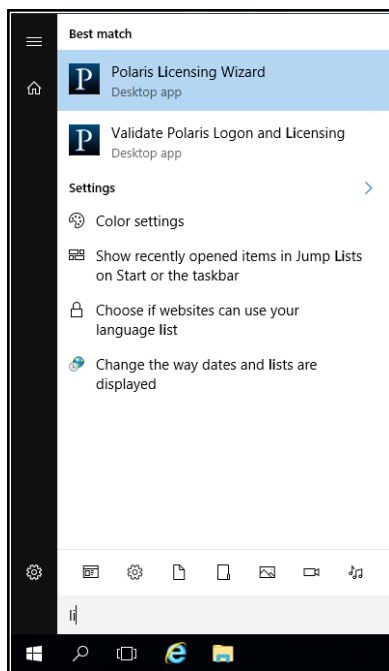 Best match
Polaris Licensing Wizard
Desktop app
Validate Polaris Logon and Licensing
Desktop app
Settings
Color settings
Show recently opened items in Jump Lists
on Start or the taskbar
Choose if websites can use your
language list
Change the way dates and lists are
displayed
li